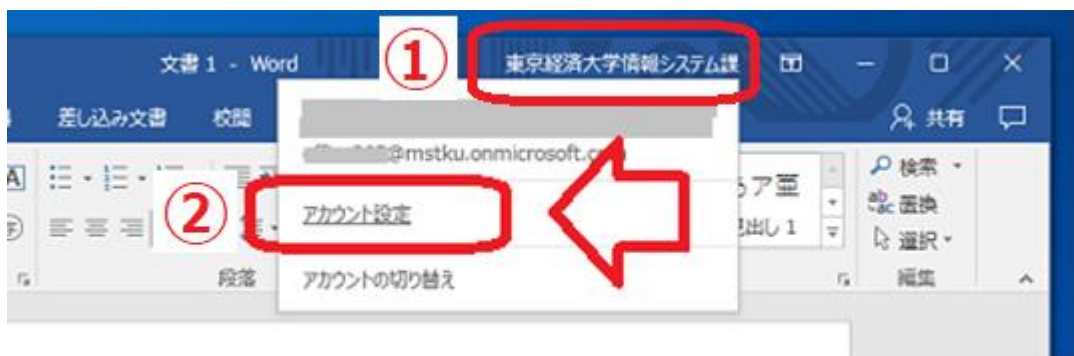 ①
文書 1 - Word
東京経済大学情報システム課
差し込み文書 校閲
共有
@mstku.onmicrosoft.com
検索
ア亜
置換
②
アカウント設定
見出し 1
選択
段落
アカウントの切り替え
編集